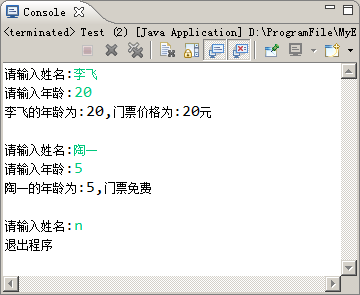 Console
<terminated> Test (2) [Java Application] D:\ProgramFile\MyE
请输入姓名:李飞
请输入年龄:20
李飞的年龄为:20,门票价格为:20元
请输入姓名:陶一
请输入年龄:5
陶一的年龄为:5,门票免费
请输入姓名:n
退出程序